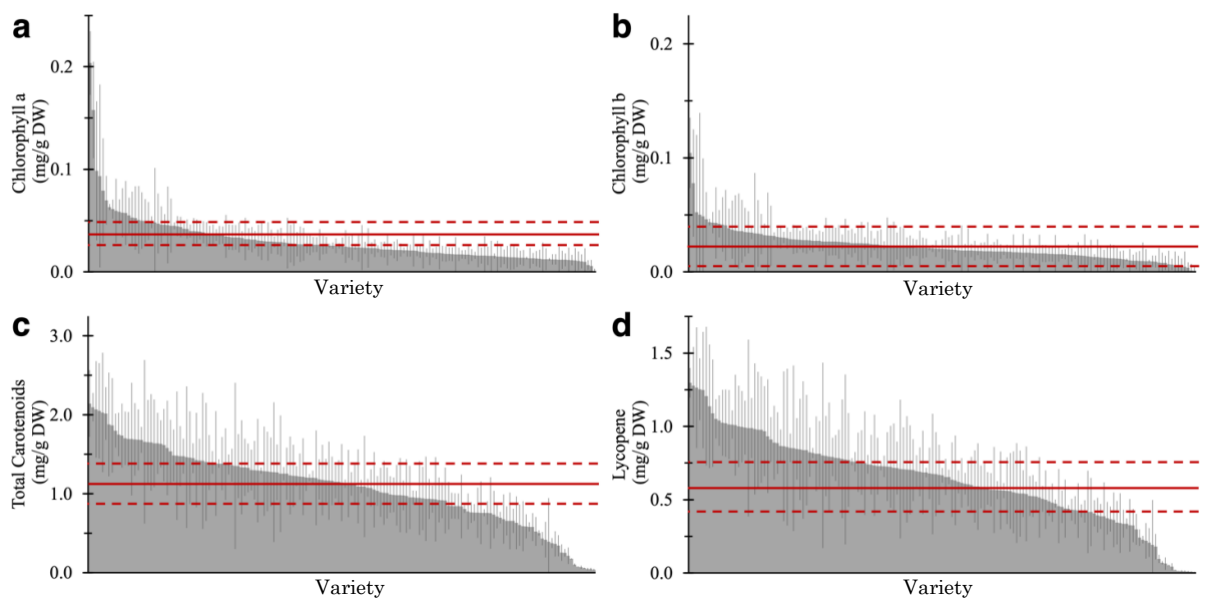 a
Chlorophyll a
(mg/g DW)
0.2
0.1
0.0
Variety
b
Chlorophyll b
(mg/g DW)
0.2
0.1
0.0
Variety
c
Total Carotenoids
(mg/g DW)
3.0
2.0
1.0
0.0
Variety
d
Lycopene
(mg/g DW)
1.5
1.0
0.5
0.0
Variety